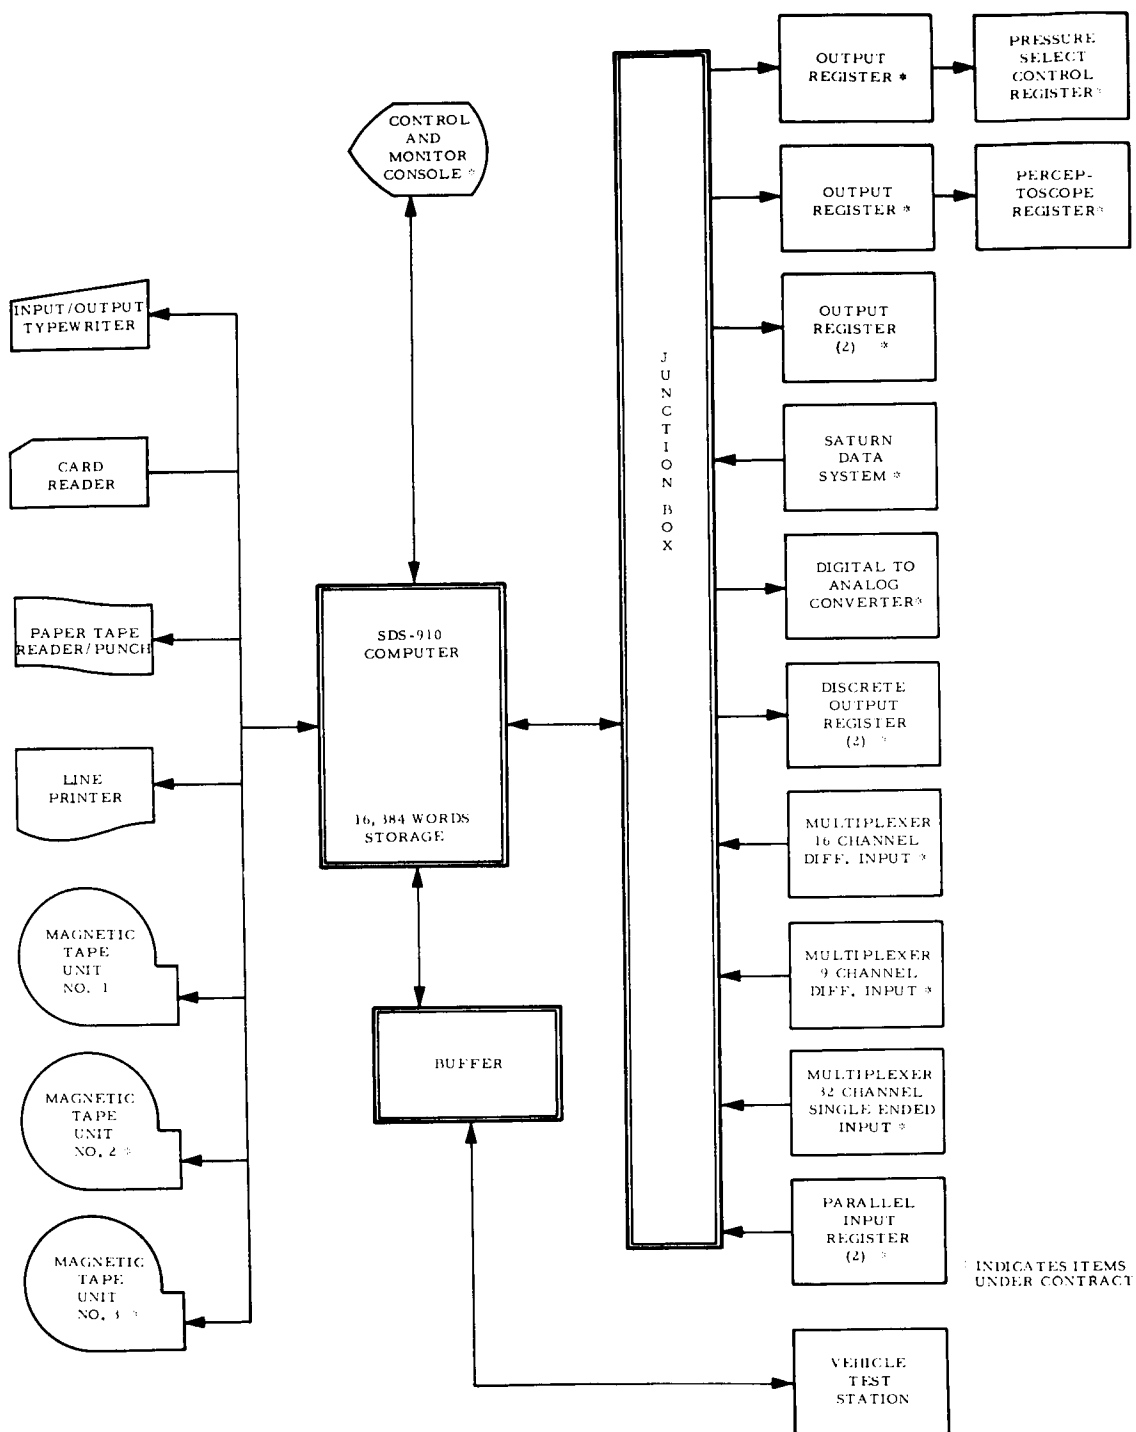 CONTROL
AND
MONITOR
CONSOLE *
INPUT/OUTPUT
TYPEWRITER
CARD
READER
PAPER TAPE
READER/PUNCH
LINE
PRINTER
MAGNETIC
TAPE
UNIT
NO. 1
MAGNETIC
TAPE
UNIT
NO. 2 *
MAGNETIC
TAPE
UNIT
NO. 3 *
SDS-910
COMPUTER
16,384 WORDS
STORAGE
BUFFER
JUNCTION BOX
OUTPUT
REGISTER *
PRESSURE
SELECT
CONTROL
REGISTER *
OUTPUT
REGISTER *
PERCEP-
TOSCOPE
REGISTER *
OUTPUT
REGISTER
(2) *
SATURN
DATA
SYSTEM *
DIGITAL TO
ANALOG
CONVERTER *
DISCRETE
OUTPUT
REGISTER
(2) *
MULTIPLEXER
16 CHANNEL
DIFF. INPUT *
MULTIPLEXER
9 CHANNEL
DIFF. INPUT *
MULTIPLEXER
32 CHANNEL
SINGLE ENDED
INPUT *
PARALLEL
INPUT
REGISTER
(2) *
* INDICATES ITEMS
UNDER CONTRACT
VEHICLE
TEST
STATION